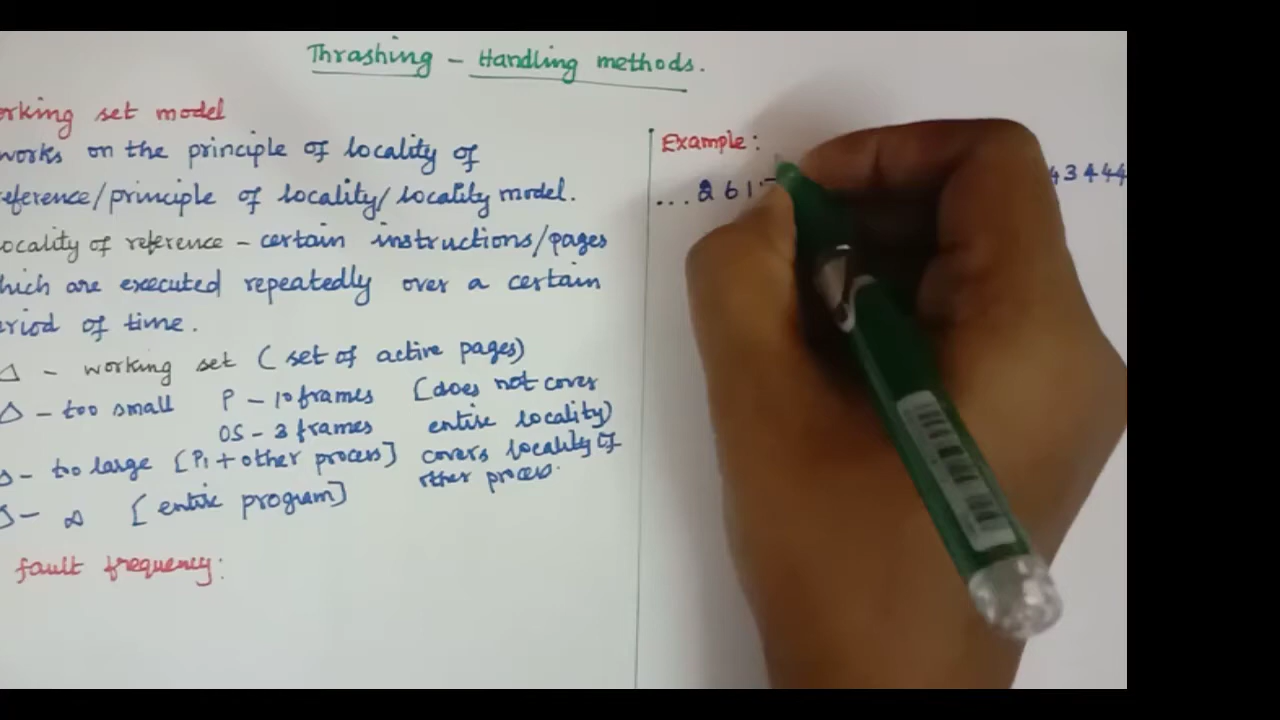 Thrashing - Handling methods.
orking set model
works on the principle of locality of
eference/principle of locality/locality model.
ocality of reference - certain instructions/pages
hich are executed repeatedly over a certain
eriod of time.
Δ - working set (set of active pages)
Δ - too small P - 10 frames [does not cover
OS - 3 frames entire locality)
Δ - too large [P1 + other process] covers locality of
other process.
Δ - ∞ [entire program]
fault frequency:
Example:
... 2 6 1 43444